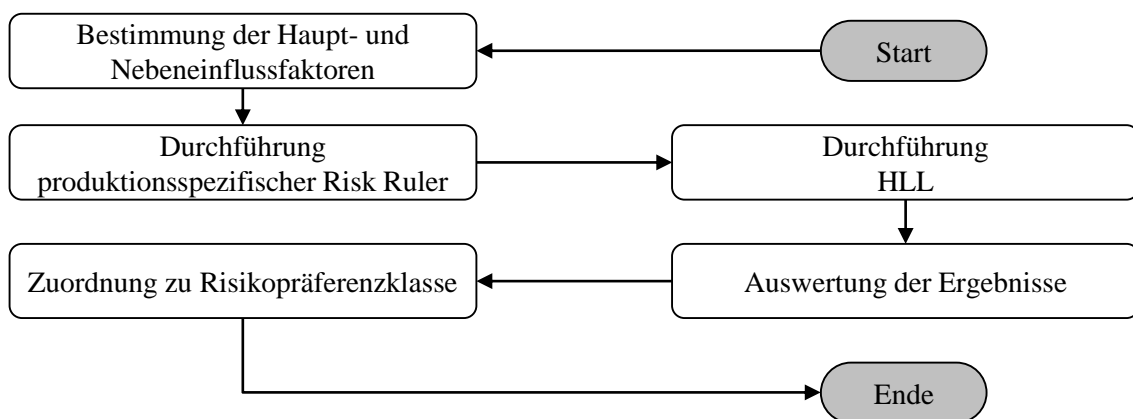 Bestimmung der Haupt- und
Nebeneinflussfaktoren
Start
Durchführung
produktionsspezifischer Risk Ruler
Durchführung
HLL
Zuordnung zu Risikopräferenzklasse
Auswertung der Ergebnisse
Ende